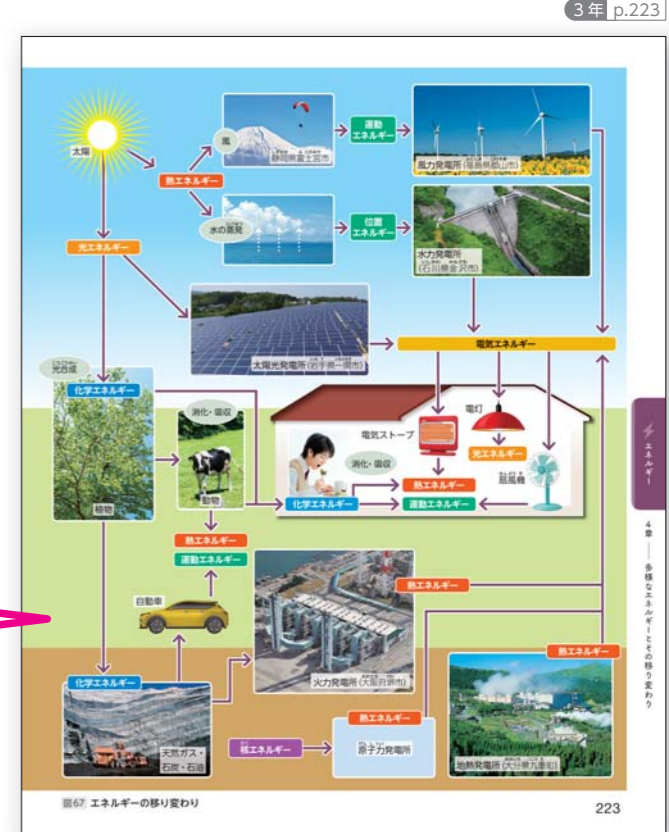 3年 p.223
太陽
熱エネルギー
風
静岡県富士宮市
運動
エネルギー
風力発電所(福島県郡山市)
水の蒸発
位置
エネルギー
水力発電所
(石川県金沢市)
光エネルギー
太陽光発電所(岩手県一関市)
電気エネルギー
光合成
化学エネルギー
植物
消化・吸収
動物
電気ストーブ
電灯
光エネルギー
扇風機
消化・吸収
熱エネルギー
化学エネルギー
運動エネルギー
熱エネルギー
運動エネルギー
自動車
熱エネルギー
火力発電所(大阪府堺市)
化学エネルギー
天然ガス・
石炭・石油
核エネルギー
熱エネルギー
原子力発電所
熱エネルギー
地熱発電所(大分県九重町)
エネルギー
4章 — 多様なエネルギーとその移り変わり
図67 エネルギーの移り変わり
223